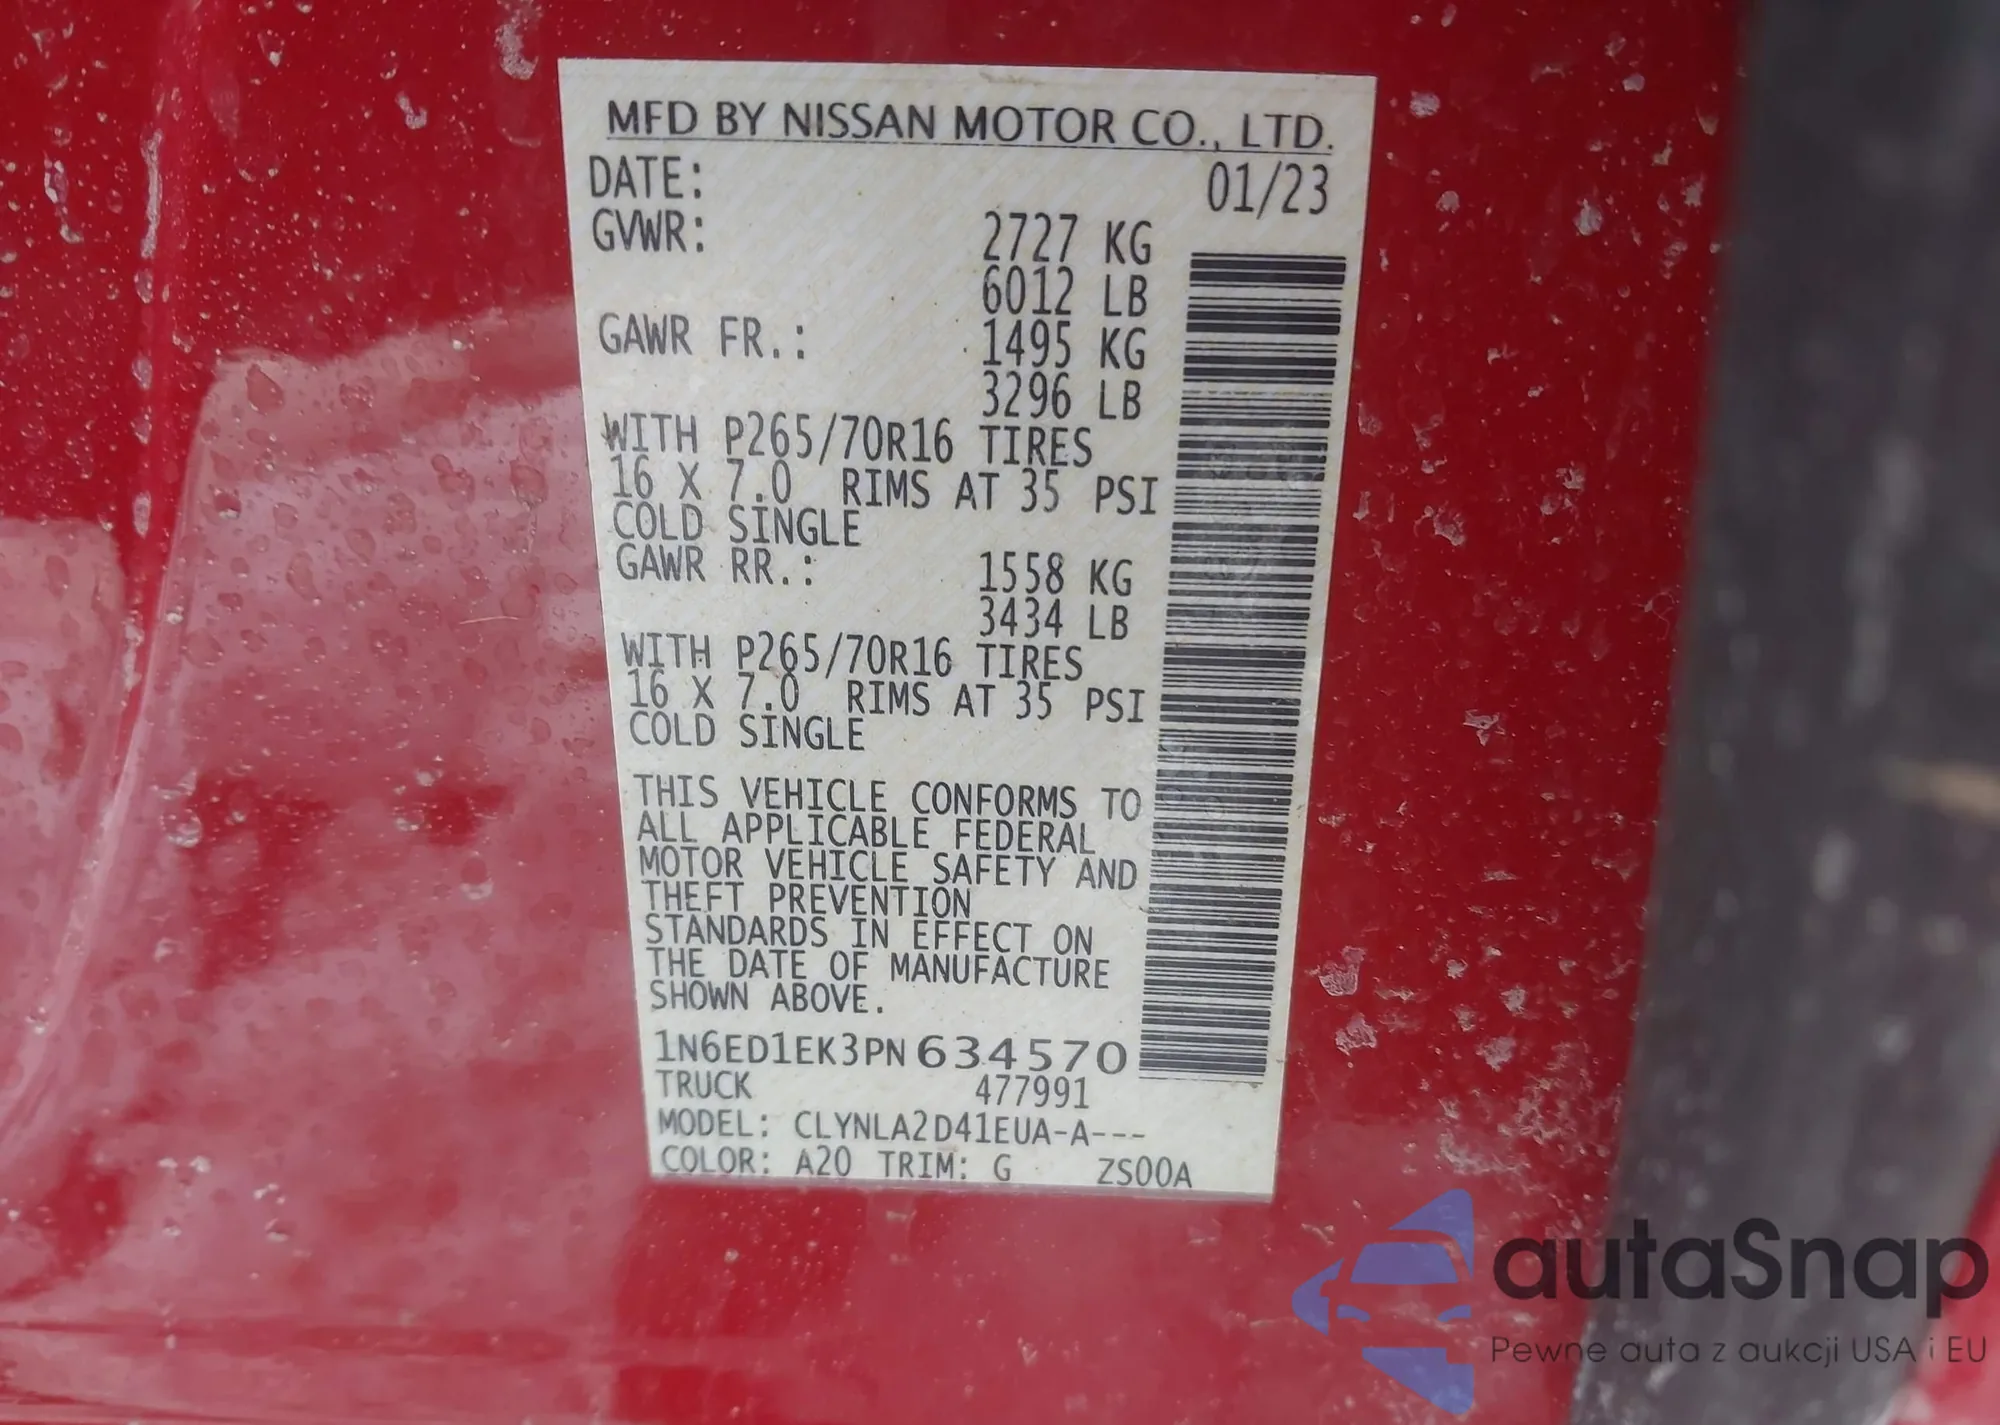 MFD BY NISSAN MOTOR CO., LTD.
DATE: 01/23
GVWR: 2727 KG
6012 LB
GAWR FR.: 1495 KG
3296 LB
WITH P265/70R16 TIRES
16 X 7.0 RIMS AT 35 PSI
COLD SINGLE
GAWR RR.: 1558 KG
3434 LB
WITH P265/70R16 TIRES
16 X 7.0 RIMS AT 35 PSI
COLD SINGLE
THIS VEHICLE CONFORMS TO
ALL APPLICABLE FEDERAL
MOTOR VEHICLE SAFETY AND
THEFT PREVENTION
STANDARDS IN EFFECT ON
THE DATE OF MANUFACTURE
SHOWN ABOVE.
1N6ED1EK3PN634570
TRUCK 477991
MODEL: CLYNLA2D41EUA-A---
COLOR: A20 TRIM: G ZS00A
autaSnap
Pewne auta z aukcji USA i EU